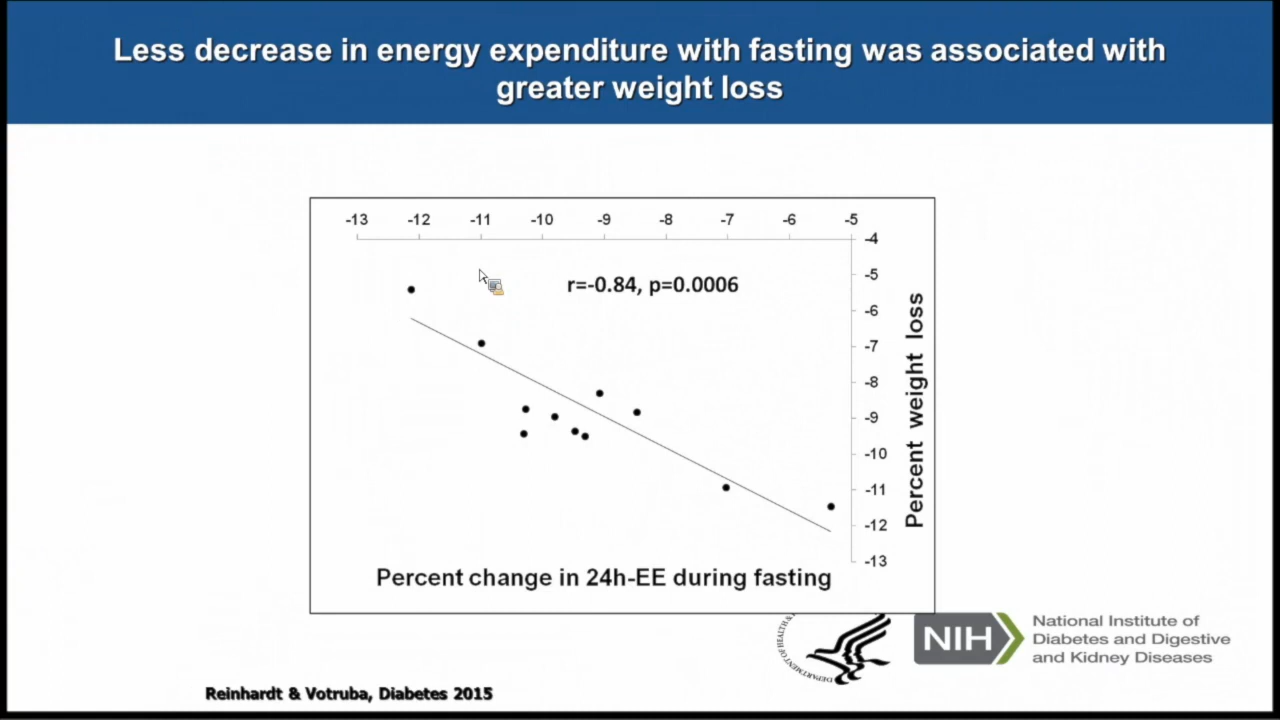 Less decrease in energy expenditure with fasting was associated with
greater weight loss
-13 -12 -11 -10 -9 -8 -7 -6 -5
-4
-5
r=-0.84, p=0.0006
-6
-7
-8
-9
-10
-11
-12
-13
Percent weight loss
Percent change in 24h-EE during fasting
DEPARTMENT OF HEALTH &
NIH
National Institute of
Diabetes and Digestive
and Kidney Diseases
Reinhardt & Votruba, Diabetes 2015